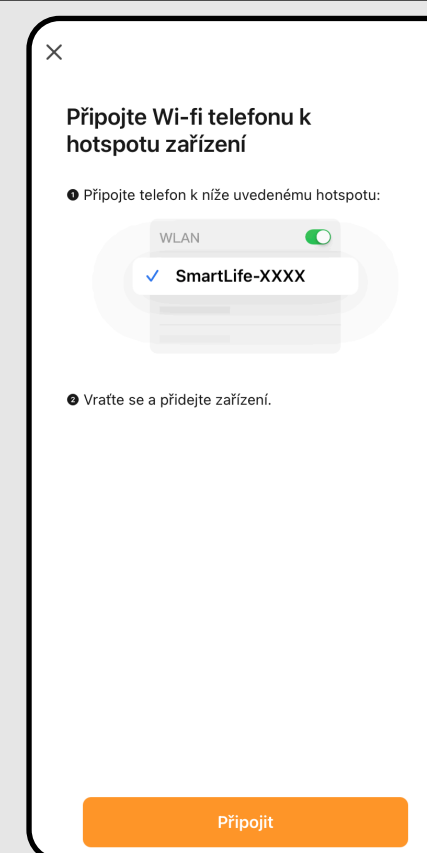 Připojte Wi-fi telefonu k
hotspotu zařízení
❶ Připojte telefon k níže uvedenému hotspotu:
WLAN
SmartLife-XXXX
❷ Vraťte se a přidejte zařízení.
Připojit